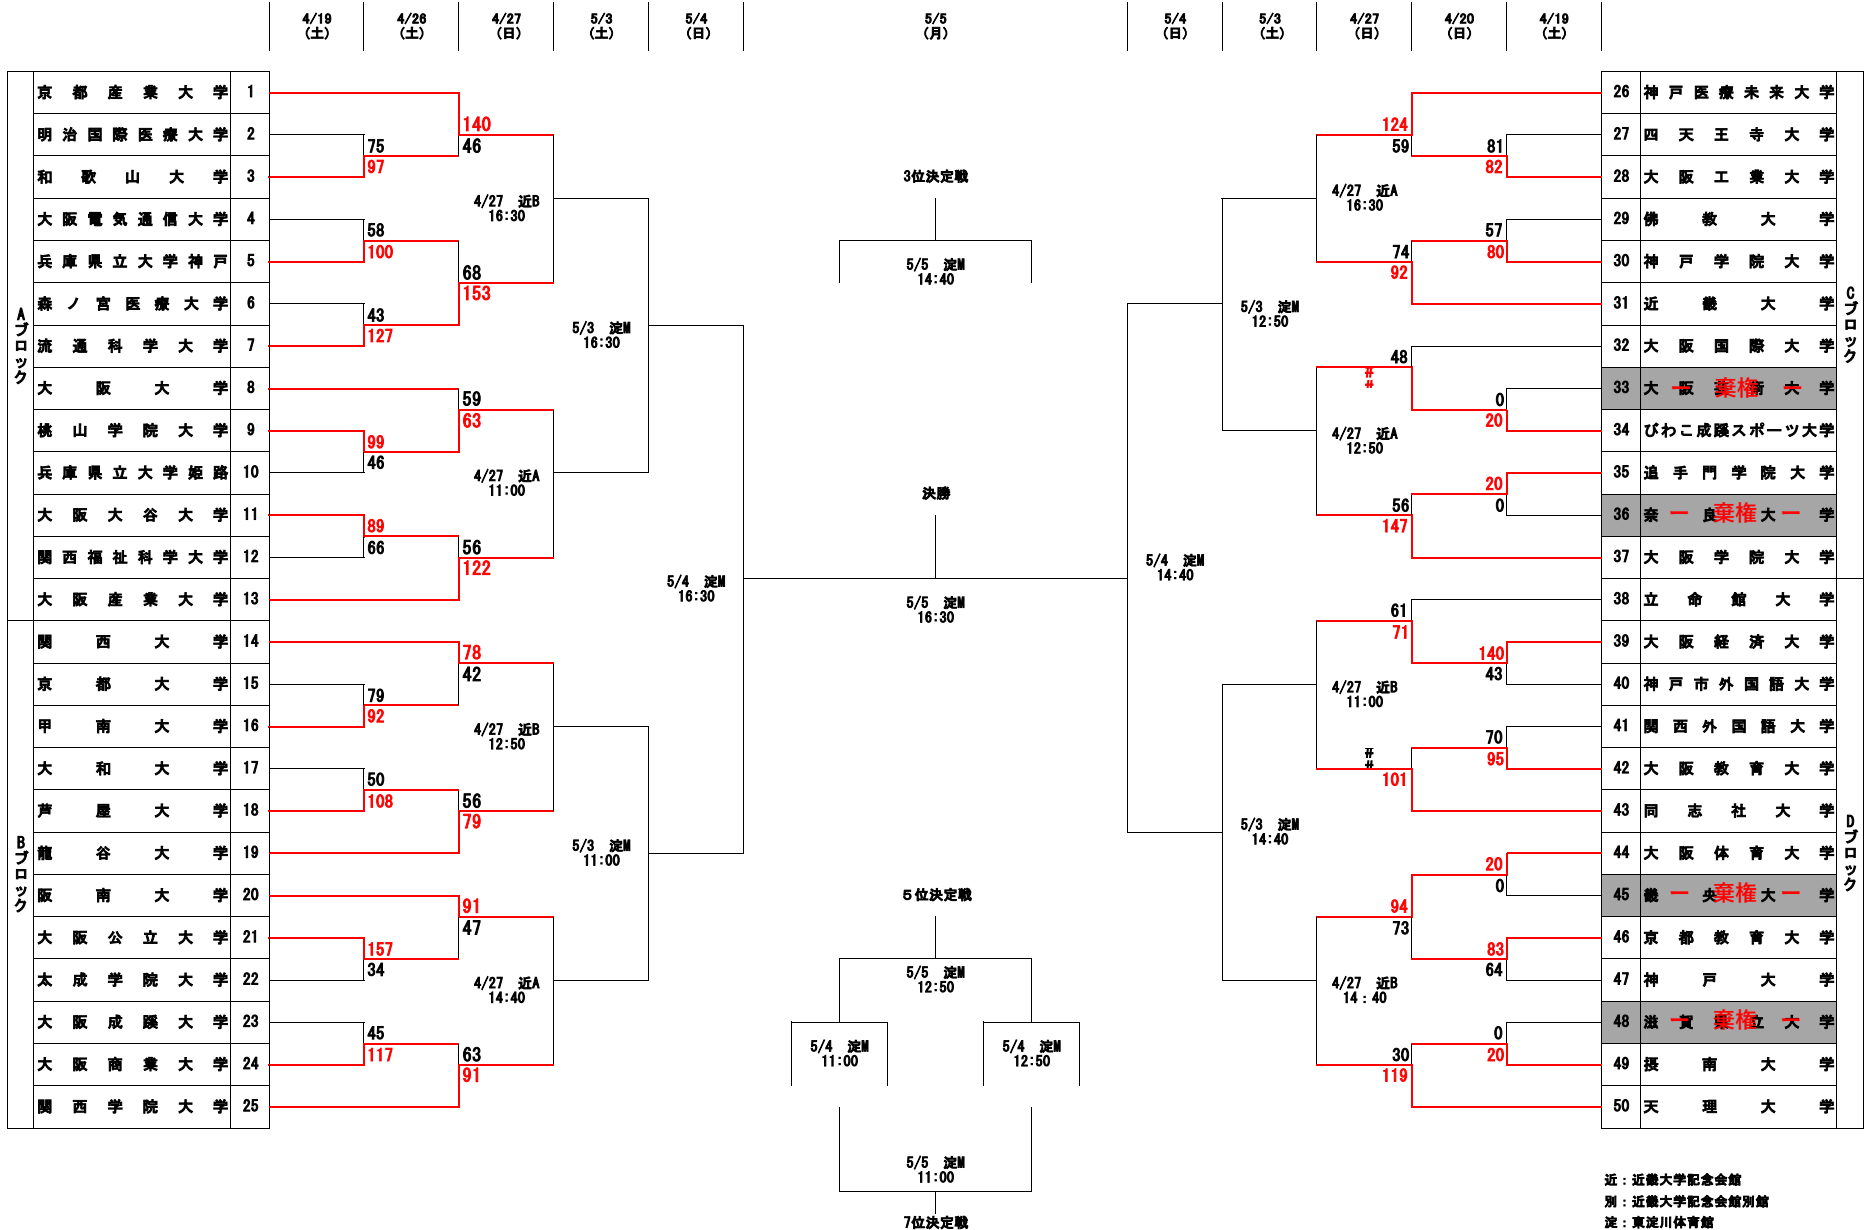 4/19 4/26 4/27 5/3 5/4 5/5 5/4 5/3 4/27 4/20 4/19
(土) (土) (日) (土) (日) (月) (日) (土) (日) (日) (土)
Aブロック
京都産業大学 1
明治国際医療大学 2
和歌山大学 3
大阪電気通信大学 4
兵庫県立大学神戸 5
森ノ宮医療大学 6
流通科学大学 7
大阪大学 8
桃山学院大学 9
兵庫県立大学姫路 10
大阪大谷大学 11
関西福祉科学大学 12
大阪産業大学 13
Bブロック
関西大学 14
京都大学 15
甲南大学 16
大和大学 17
芦屋大学 18
龍谷大学 19
阪南大学 20
大阪公立大学 21
太成学院大学 22
大阪成蹊大学 23
大阪商業大学 24
関西学院大学 25
75
97
58
100
43
127
99
46
89
66
79
92
50
108
157
34
45
117
140
46
68
153
59
63
56
122
78
42
56
79
91
47
63
91
4/27 近B
16:30
4/27 近A
11:00
4/27 近B
12:50
4/27 近A
14:40
5/3 淀M
16:30
5/3 淀M
11:00
5/4 淀M
16:30
3位決定戦
5/5 淀M
14:40
決勝
5/5 淀M
16:30
5位決定戦
5/5 淀M
12:50
5/4 淀M
11:00
5/4 淀M
12:50
5/5 淀M
11:00
7位決定戦
5/4 淀M
14:40
5/3 淀M
12:50
5/3 淀M
14:40
4/27 近A
16:30
4/27 近A
12:50
4/27 近B
11:00
4/27 近B
14:40
124
59
74
92
48
#
#
56
147
61
71
#
#
101
94
73
30
119
81
82
57
80
0
20
20
0
140
43
70
95
20
0
83
64
0
20
Cブロック
26 神戸医療未来大学
27 四天王寺大学
28 大阪工業大学
29 佛教大学
30 神戸学院大学
31 近畿大学
32 大阪国際大学
33 大阪芸術大学 ー棄権ー
34 びわこ成蹊スポーツ大学
35 追手門学院大学
36 奈良大学 ー棄権ー
37 大阪学院大学
Dブロック
38 立命館大学
39 大阪経済大学
40 神戸市外国語大学
41 関西外国語大学
42 大阪教育大学
43 同志社大学
44 大阪体育大学
45 畿央大学 ー棄権ー
46 京都教育大学
47 神戸大学
48 滋賀県立大学 ー棄権ー
49 摂南大学
50 天理大学
近:近畿大学記念会館
別:近畿大学記念会館別館
淀:東淀川体育館